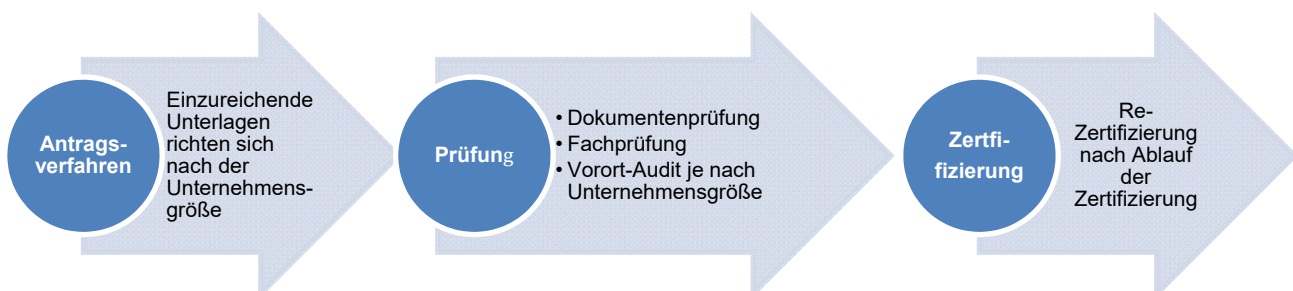 Antrags-
verfahren
Einzureichende
Unterlagen
richten sich
nach der
Unternehmens-
größe
Prüfung
• Dokumentenprüfung
• Fachprüfung
• Vorort-Audit je nach
Unternehmensgröße
Zertfi-
fizierung
Re-
Zertifizierung
nach Ablauf
der
Zertifizierung